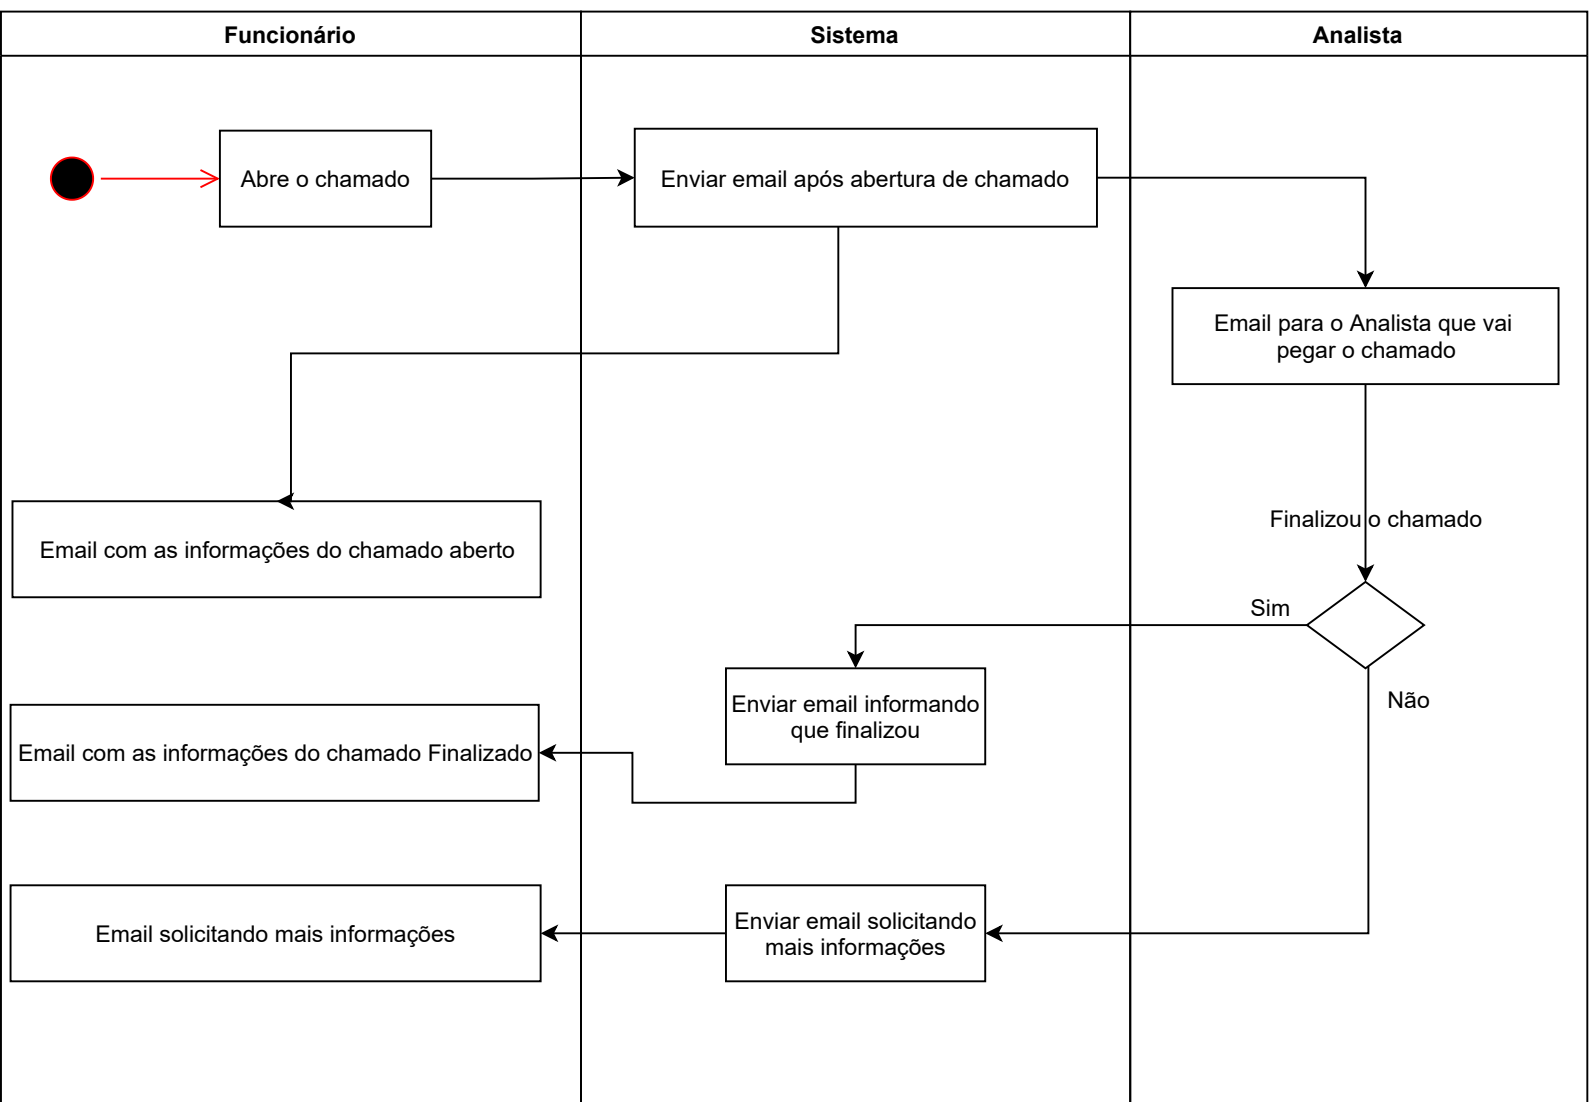 Funcionário
Sistema
Analista
Abre o chamado
Enviar email após abertura de chamado
Email para o Analista que vai
pegar o chamado
Finalizou o chamado
Email com as informações do chamado aberto
Sim
Não
Enviar email informando
que finalizou
Email com as informações do chamado Finalizado
Enviar email solicitando
mais informações
Email solicitando mais informações